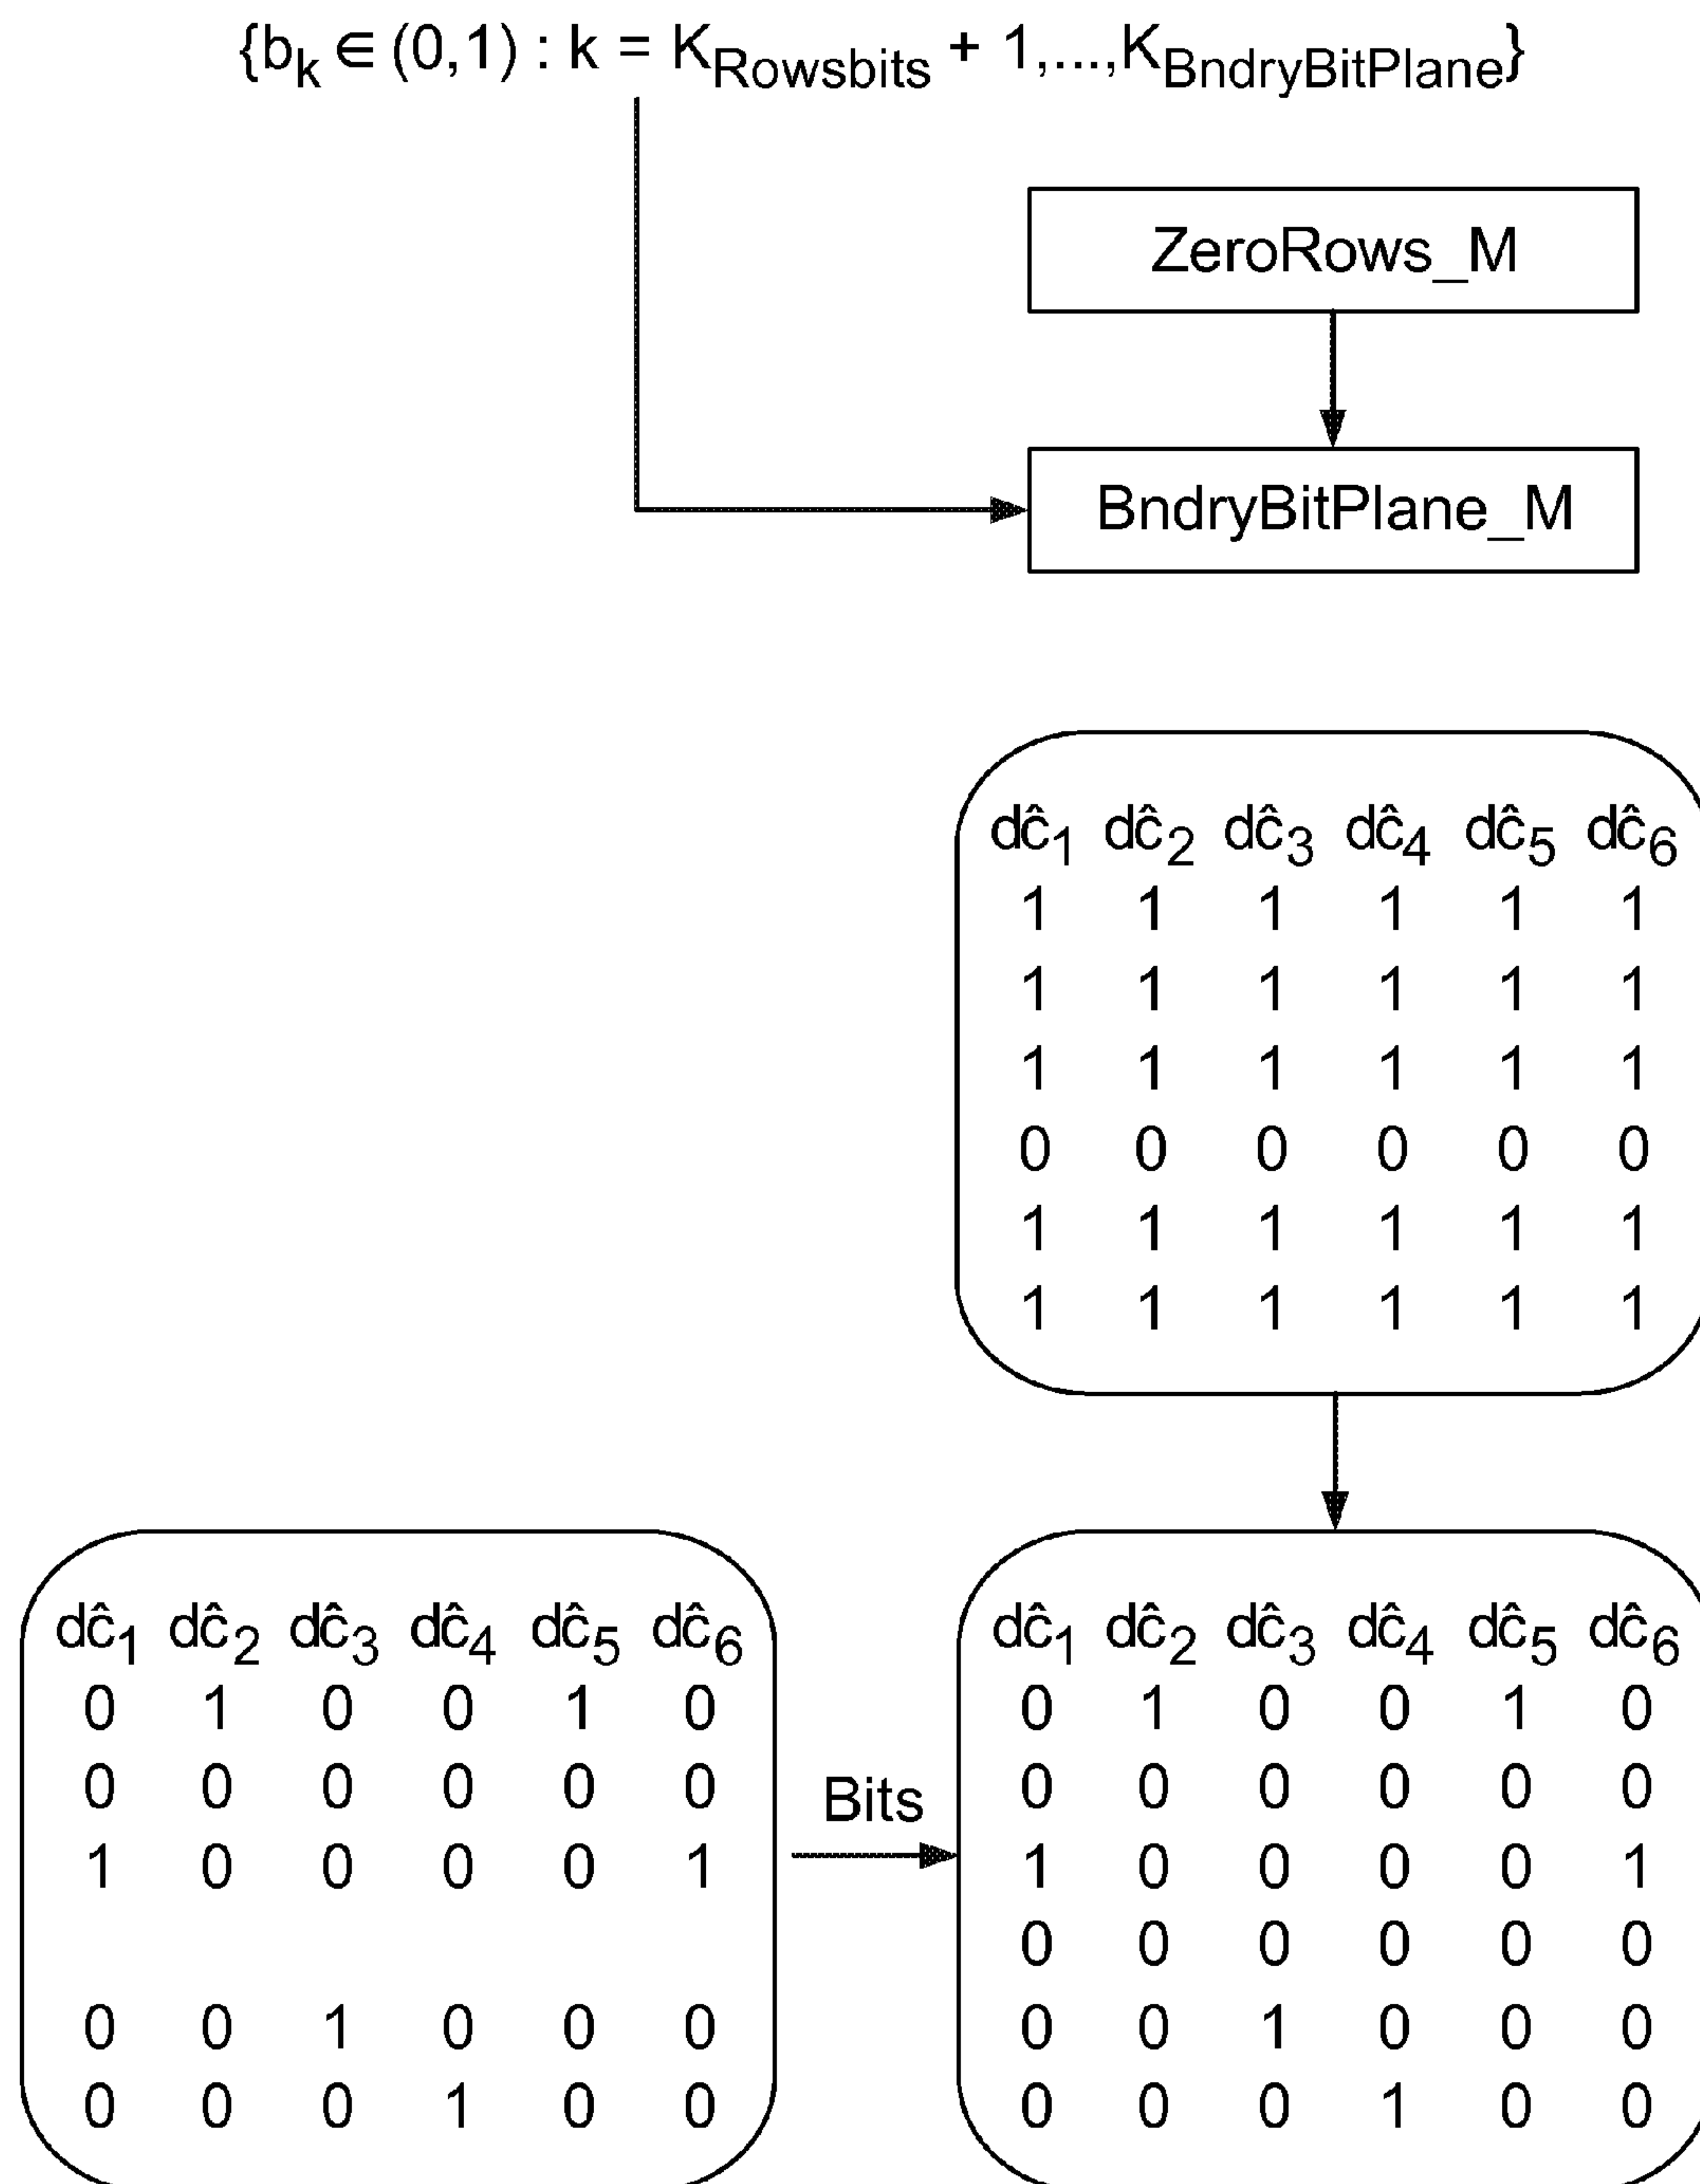 {b_k ∈ (0,1) : k = K_Rowsbits + 1,...,K_BndryBitPlane}
ZeroRows_M
BndryBitPlane_M
dĉ₁ dĉ₂ dĉ₃ dĉ₄ dĉ₅ dĉ₆
1 1 1 1 1 1
1 1 1 1 1 1
1 1 1 1 1 1
0 0 0 0 0 0
1 1 1 1 1 1
1 1 1 1 1 1
dĉ₁ dĉ₂ dĉ₃ dĉ₄ dĉ₅ dĉ₆
0 1 0 0 1 0
0 0 0 0 0 0
1 0 0 0 0 1
0 0 1 0 0 0
0 0 0 1 0 0
Bits
dĉ₁ dĉ₂ dĉ₃ dĉ₄ dĉ₅ dĉ₆
0 1 0 0 1 0
0 0 0 0 0 0
1 0 0 0 0 1
0 0 0 0 0 0
0 0 1 0 0 0
0 0 0 1 0 0